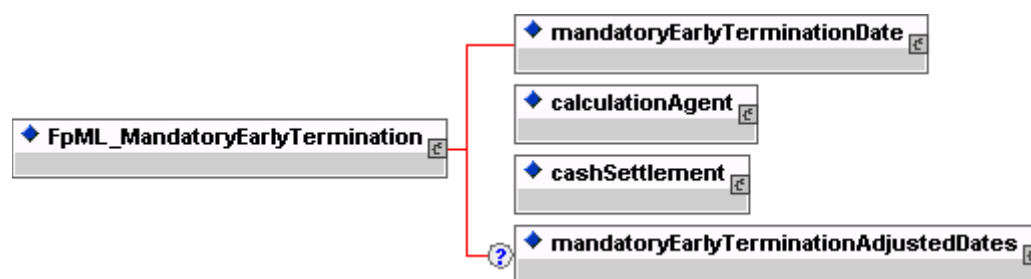 mandatoryEarlyTerminationDate
calculationAgent
FpML_MandatoryEarlyTermination
cashSettlement
?
mandatoryEarlyTerminationAdjustedDates